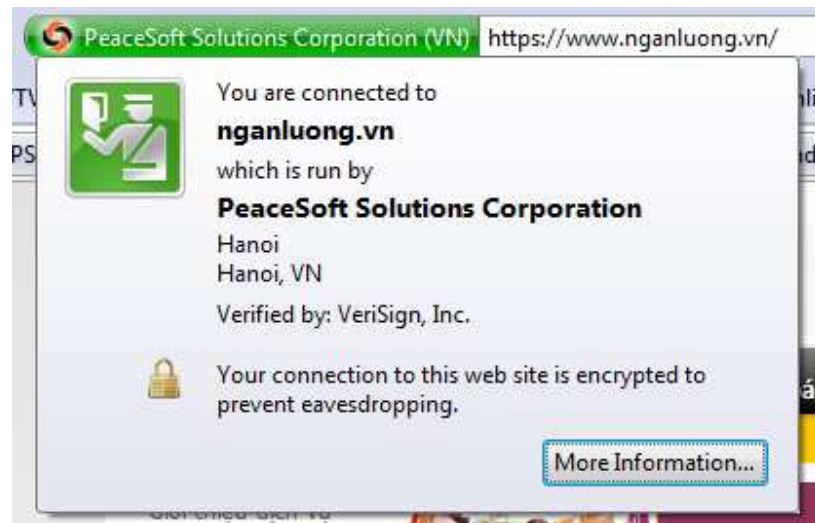 PeaceSoft Solutions Corporation (VN) https://www.nganluong.vn/
You are connected to
nganluong.vn
which is run by
PeaceSoft Solutions Corporation
Hanoi
Hanoi, VN
Verified by: VeriSign, Inc.
Your connection to this web site is encrypted to
prevent eavesdropping.
More Information...